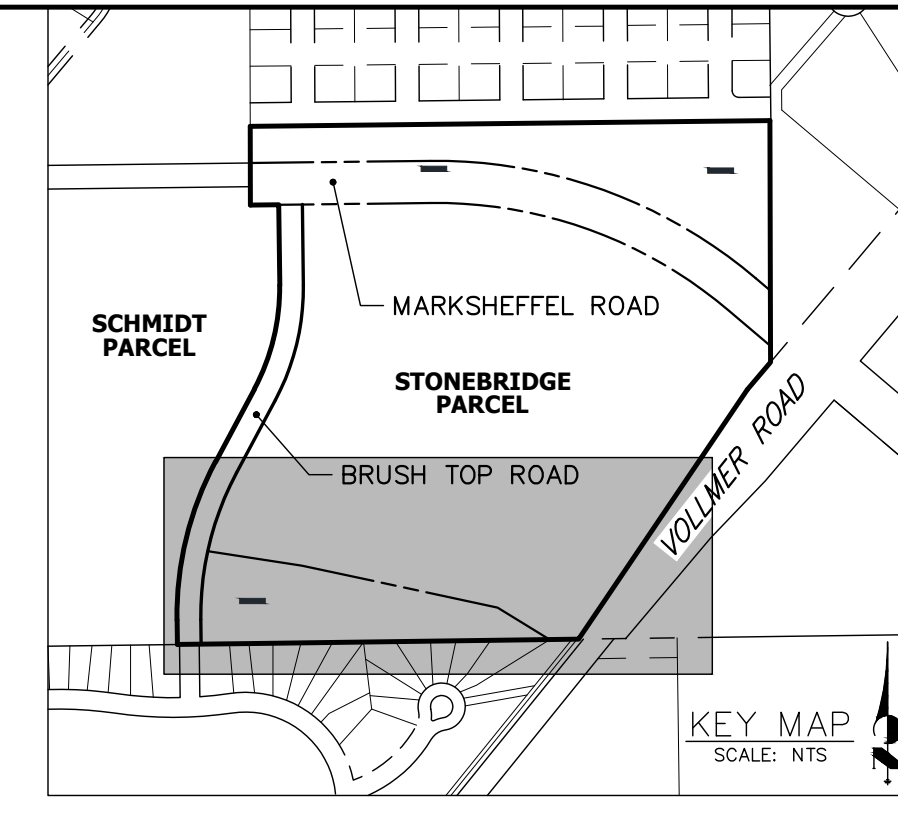 MARKSHEFFEL ROAD
SCHMIDT
PARCEL
STONEBRIDGE
PARCEL
VOLLMER ROAD
BRUSH TOP ROAD
KEY MAP
SCALE: NTS